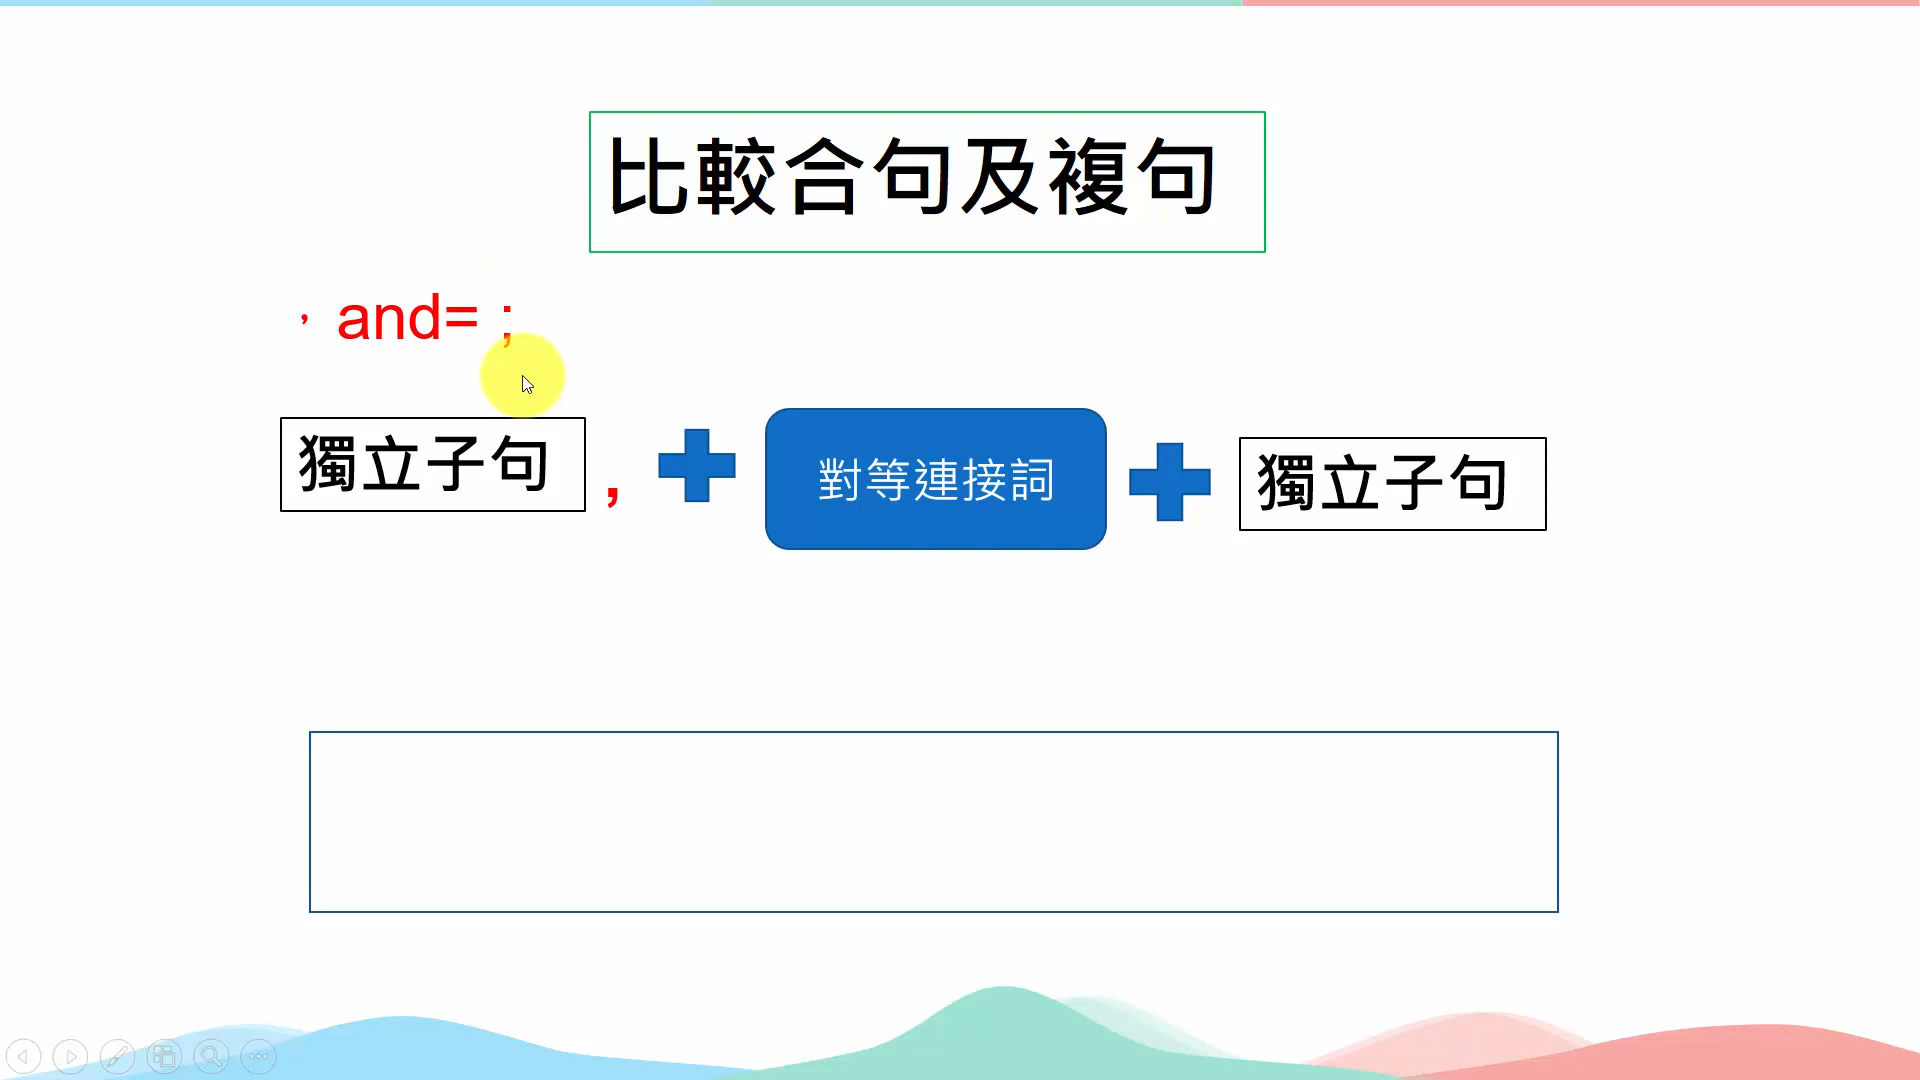 比較合句及複句
，and= ;
獨立子句 , 對等連接詞 獨立子句